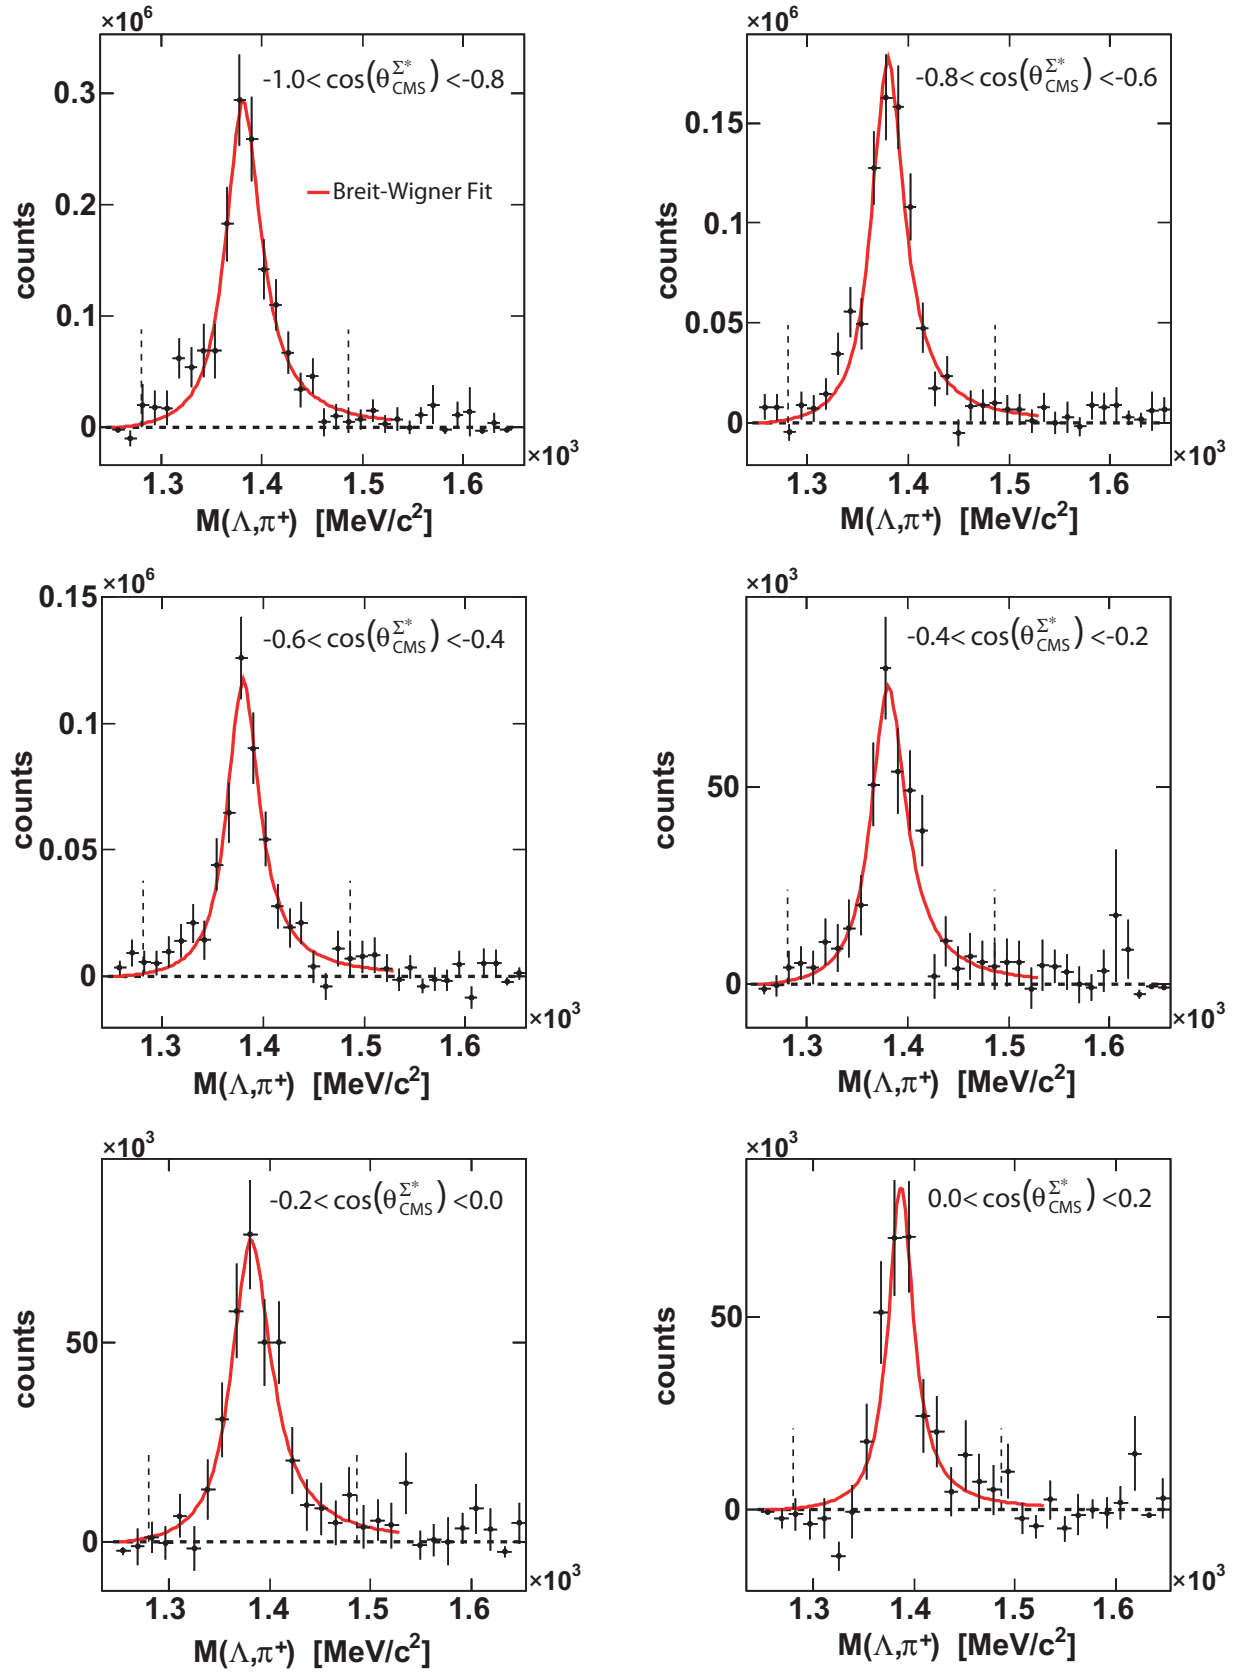 ×10⁶
-1.0< cos(θ^Σ*_CMS) <-0.8
0.3
Breit-Wigner Fit
0.2
0.1
0
counts
×10³
1.3 1.4 1.5 1.6
M(Λ,π⁺) [MeV/c²]
×10⁶
-0.8< cos(θ^Σ*_CMS) <-0.6
0.15
0.1
0.05
0
counts
×10³
1.3 1.4 1.5 1.6
M(Λ,π⁺) [MeV/c²]
×10⁶
0.15
-0.6< cos(θ^Σ*_CMS) <-0.4
0.1
0.05
0
counts
×10³
1.3 1.4 1.5 1.6
M(Λ,π⁺) [MeV/c²]
×10³
-0.4< cos(θ^Σ*_CMS) <-0.2
50
0
counts
×10³
1.3 1.4 1.5 1.6
M(Λ,π⁺) [MeV/c²]
×10³
-0.2< cos(θ^Σ*_CMS) <0.0
50
0
counts
×10³
1.3 1.4 1.5 1.6
M(Λ,π⁺) [MeV/c²]
×10³
0.0< cos(θ^Σ*_CMS) <0.2
50
0
counts
×10³
1.3 1.4 1.5 1.6
M(Λ,π⁺) [MeV/c²]